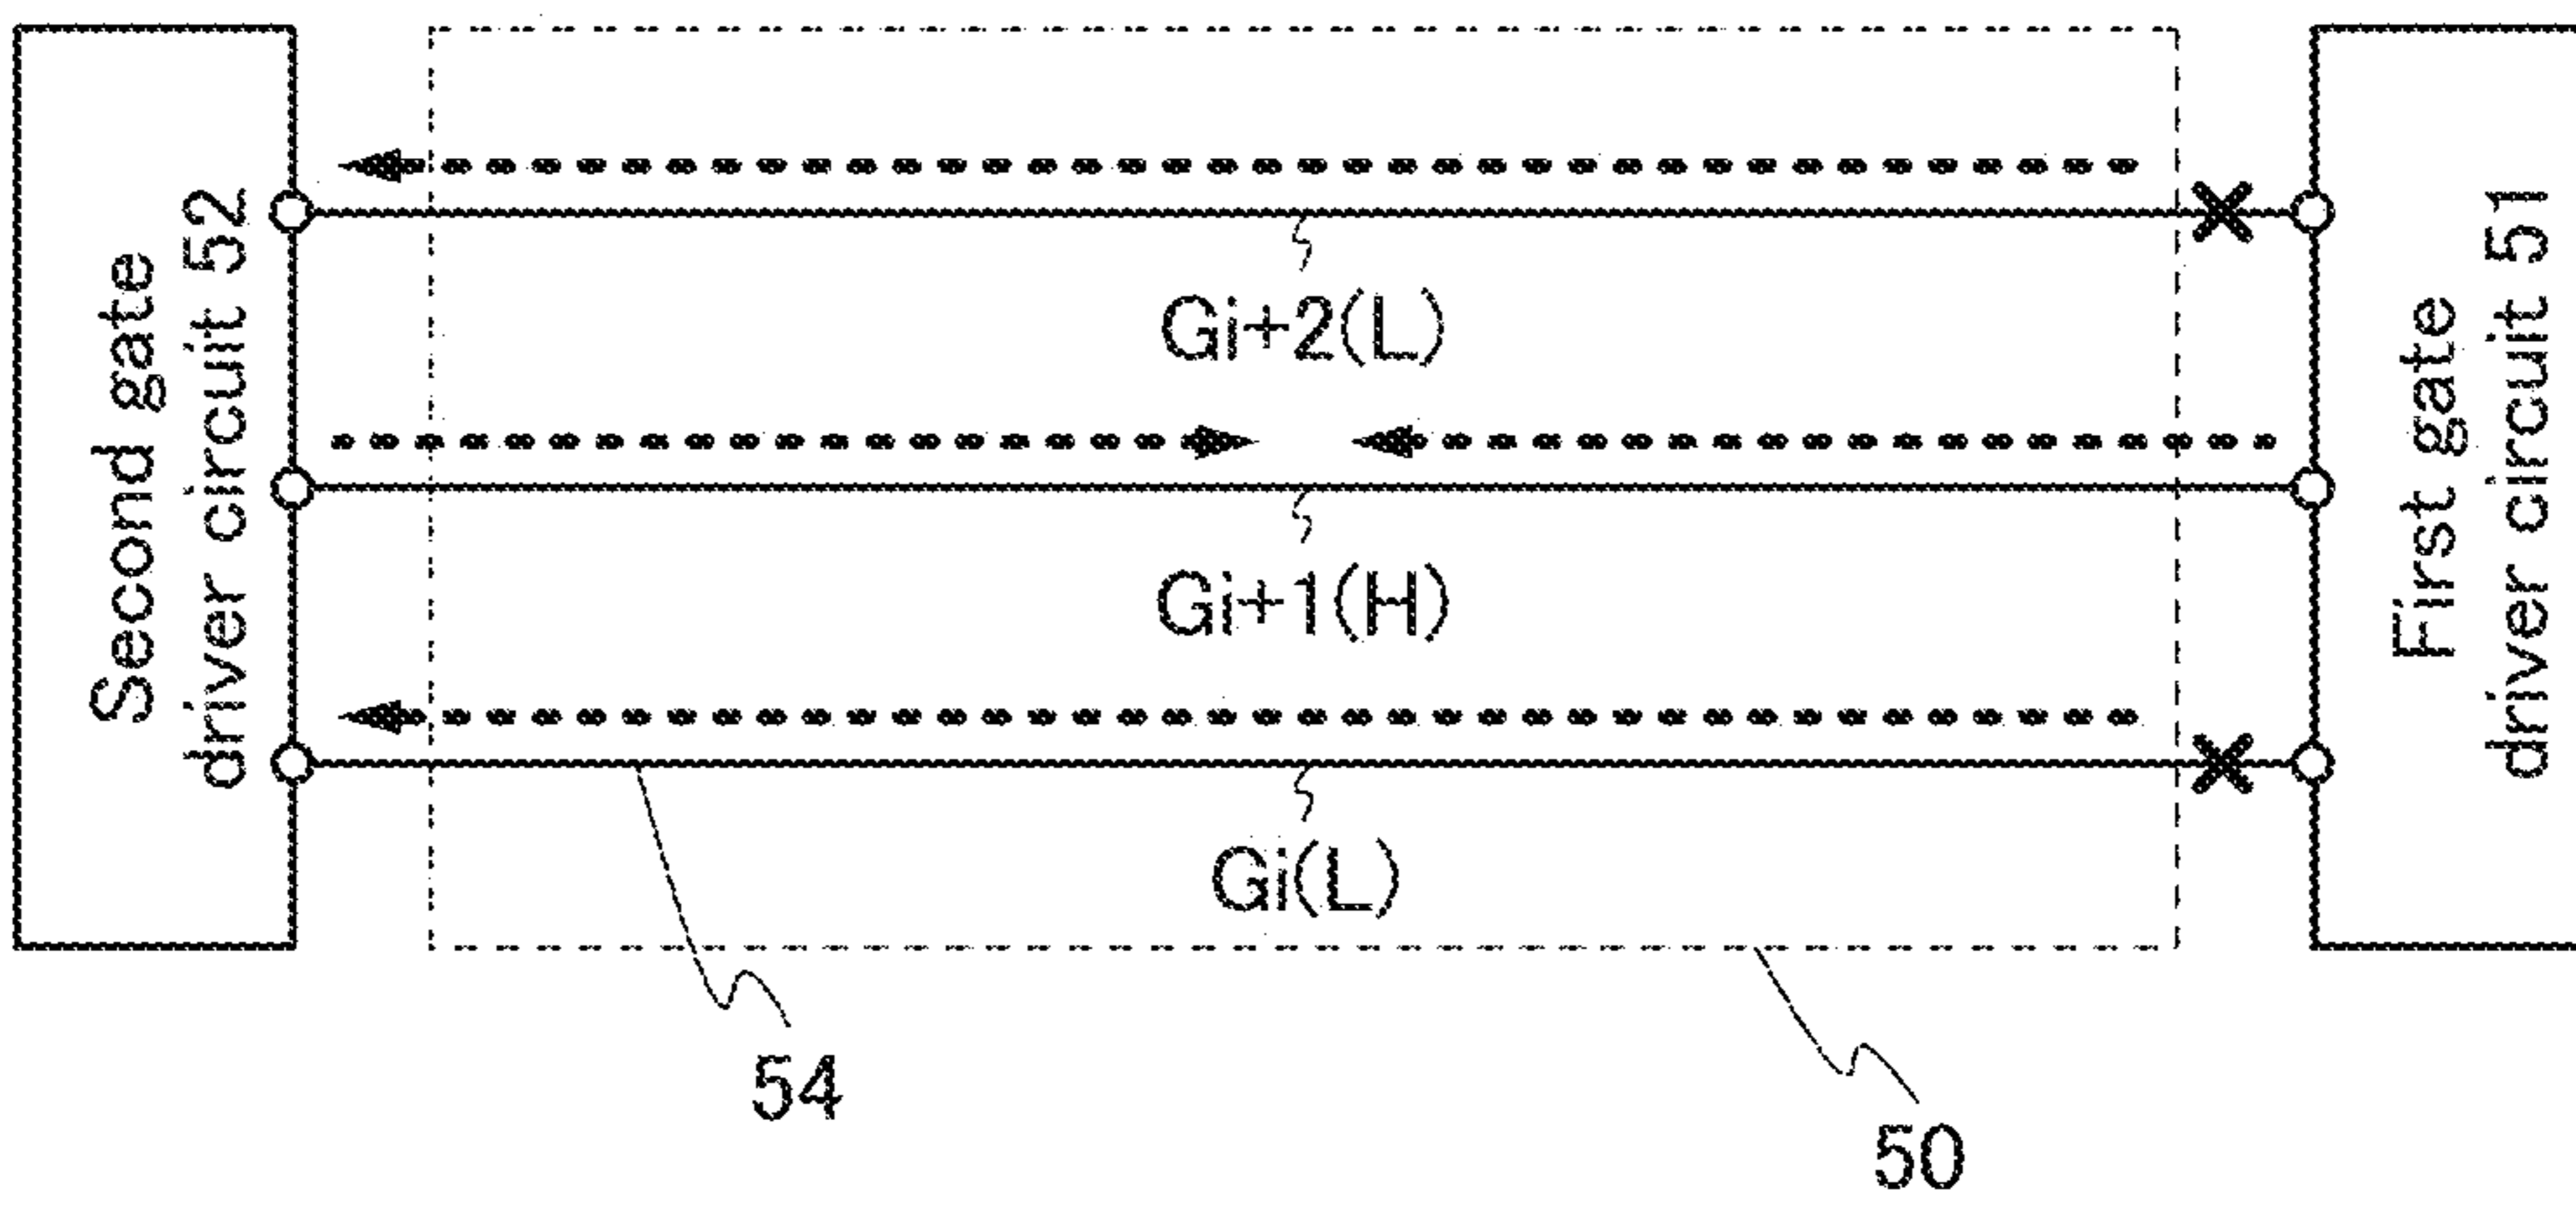 Second gate
driver circuit 52
Gi+2(L)
Gi+1(H)
Gi(L)
First gate
driver circuit 51
54
50